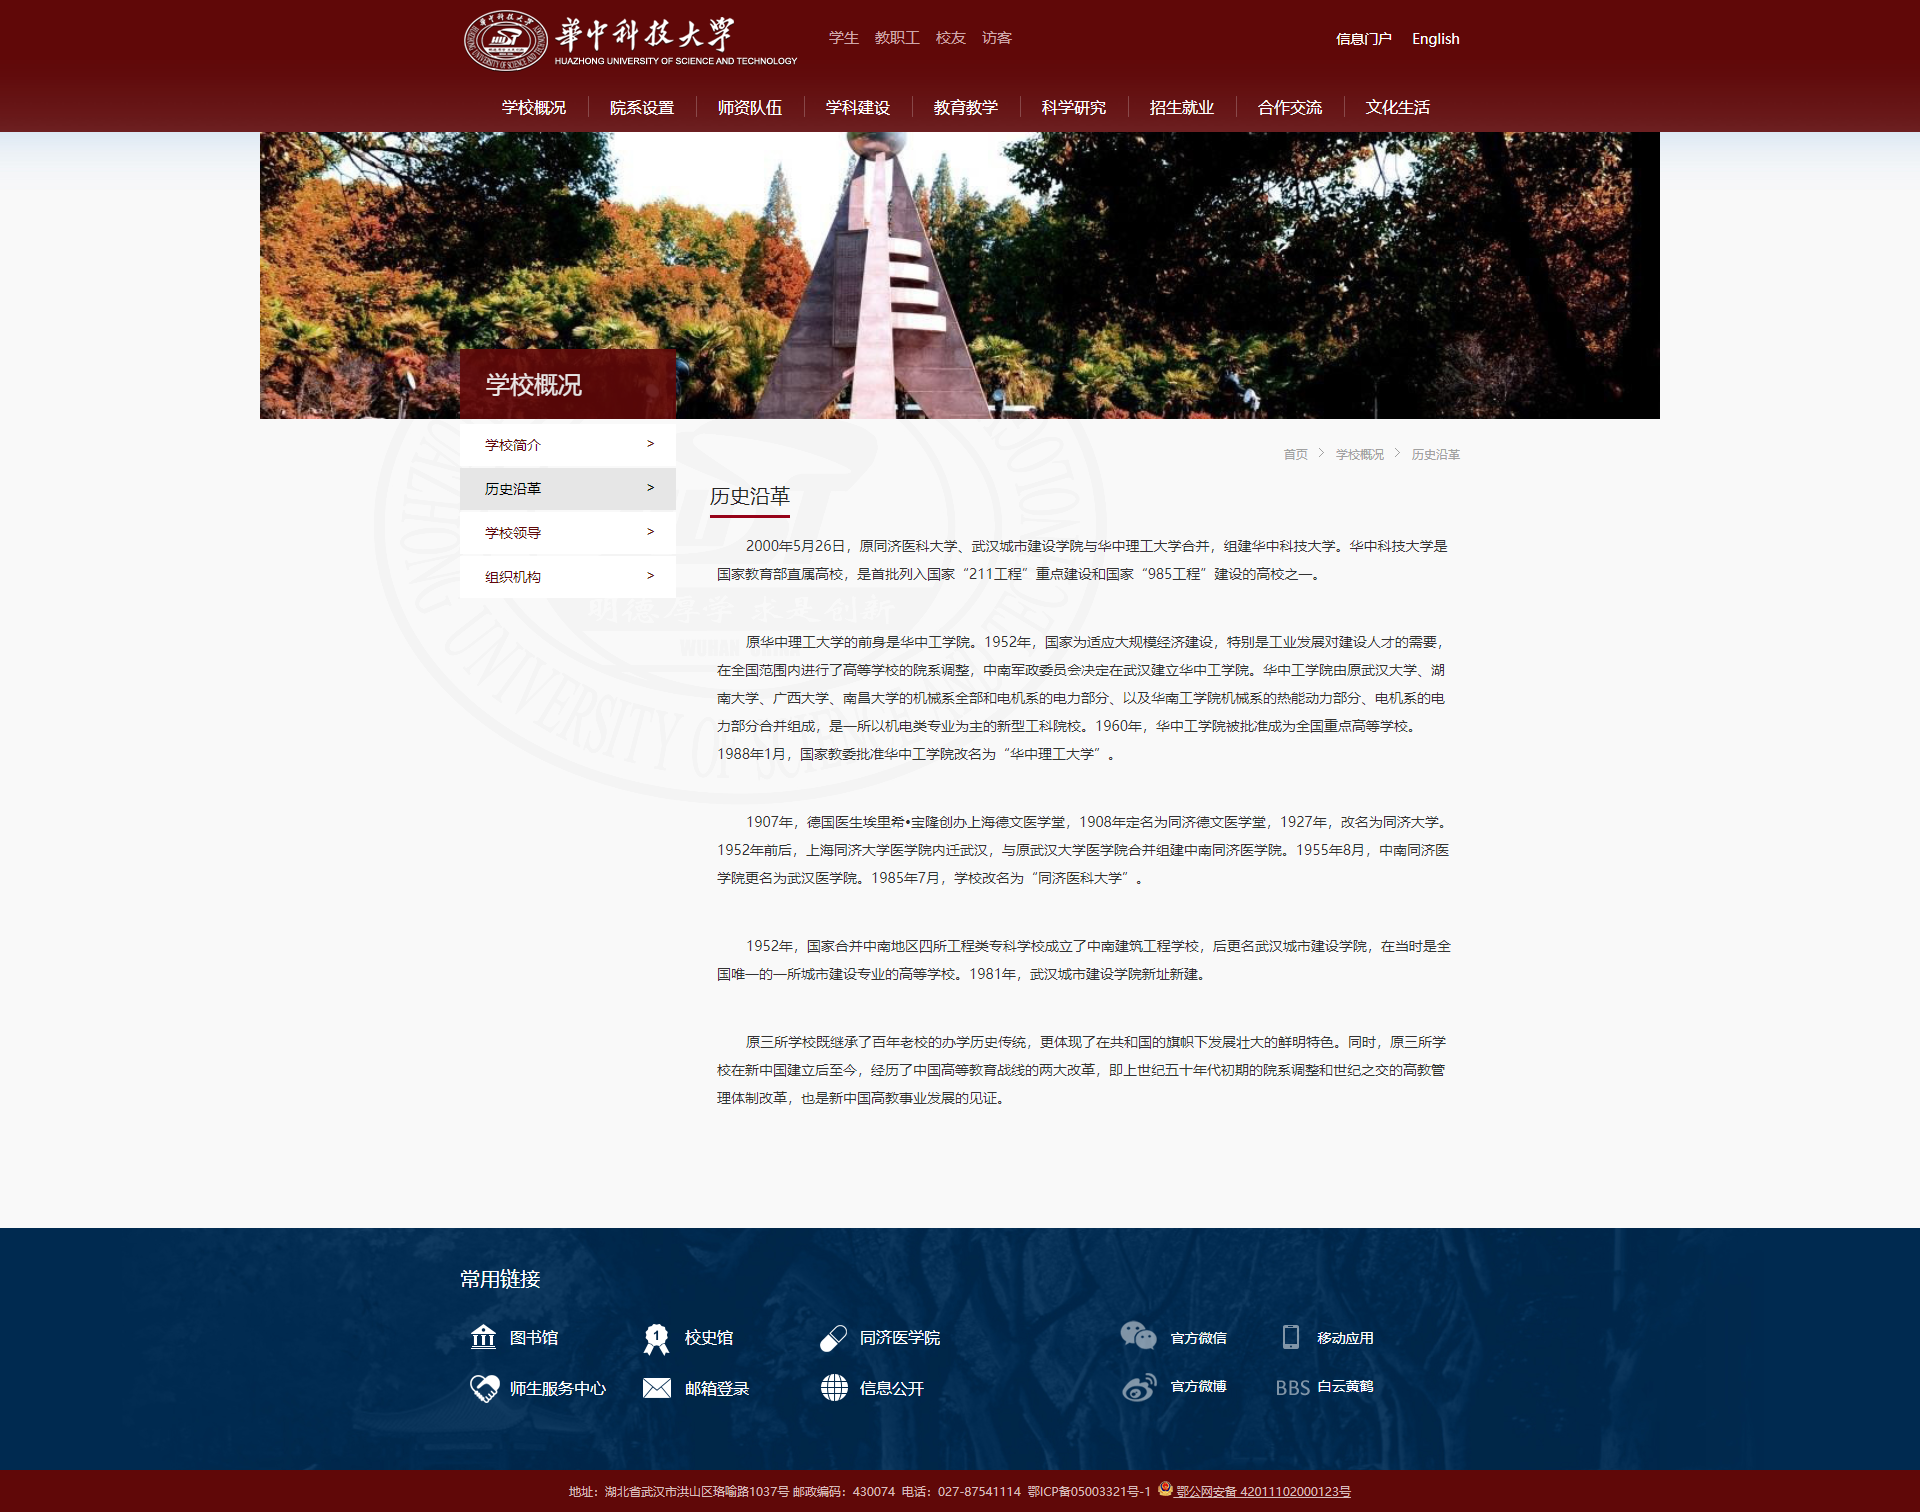 華中科技大学
HUAZHONG UNIVERSITY OF SCIENCE AND TECHNOLOGY
学生 教职工 校友 访客
信息门户 English
学校概况 院系设置 师资队伍 学科建设 教育教学 科学研究 招生就业 合作交流 文化生活
学校概况
学校简介 >
历史沿革 >
学校领导 >
组织机构 >
首页 > 学校概况 > 历史沿革
历史沿革
2000年5月26日，原同济医科大学、武汉城市建设学院与华中理工大学合并，组建华中科技大学。华中科技大学是
国家教育部直属高校，是首批列入国家“211工程”重点建设和国家“985工程”建设的高校之一。
明德厚学 求是创新
原华中理工大学的前身是华中工学院。1952年，国家为适应大规模经济建设，特别是工业发展对建设人才的需要，
在全国范围内进行了高等学校的院系调整，中南军政委员会决定在武汉建立华中工学院。华中工学院由原武汉大学、湖
南大学、广西大学、南昌大学的机械系全部和电机系的电力部分、以及华南工学院机械系的热能动力部分、电机系的电
力部分合并组成，是一所以机电类专业为主的新型工科院校。1960年，华中工学院被批准成为全国重点高等学校。
1988年1月，国家教委批准华中工学院改名为“华中理工大学”。
1907年，德国医生埃里希•宝隆创办上海德文医学堂，1908年定名为同济德文医学堂，1927年，改名为同济大学。
1952年前后，上海同济大学医学院内迁武汉，与原武汉大学医学院合并组建中南同济医学院。1955年8月，中南同济医
学院更名为武汉医学院。1985年7月，学校改名为“同济医科大学”。
1952年，国家合并中南地区四所工程类专科学校成立了中南建筑工程学校，后更名武汉城市建设学院，在当时是全
国唯一的一所城市建设专业的高等学校。1981年，武汉城市建设学院新址新建。
原三所学校既继承了百年老校的办学历史传统，更体现了在共和国的旗帜下发展壮大的鲜明特色。同时，原三所学
校在新中国建立后至今，经历了中国高等教育战线的两大改革，即上世纪五十年代初期的院系调整和世纪之交的高教管
理体制改革，也是新中国高教事业发展的见证。
常用链接
图书馆 校史馆 同济医学院 官方微信 移动应用
师生服务中心 邮箱登录 信息公开 官方微博 BBS 白云黄鹤
地址：湖北省武汉市洪山区珞喻路1037号 邮政编码：430074 电话：027-87541114 鄂ICP备05003321号-1 鄂公网安备 42011102000123号